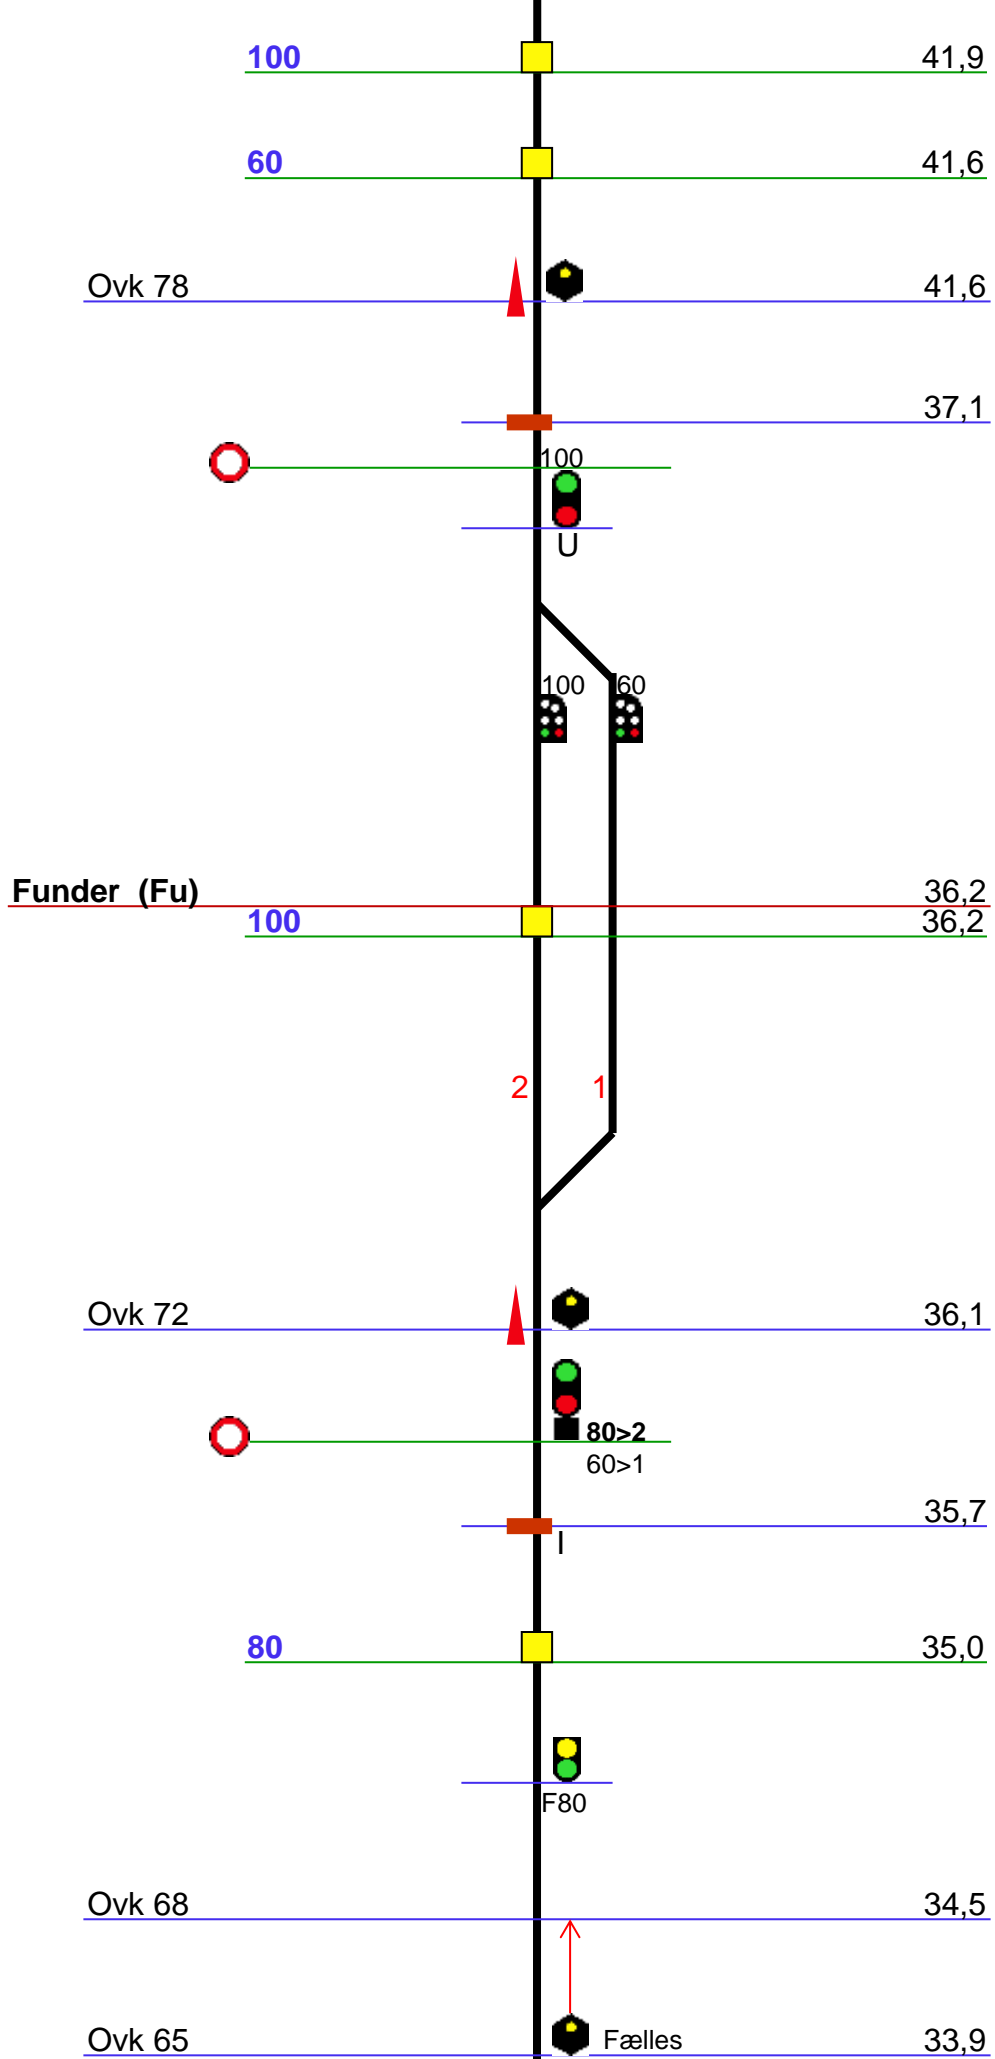 100 41,9
60 41,6
Ovk 78 41,6
37,1
100
U
100 60
Funder (Fu) 36,2
100 36,2
2 1
Ovk 72 36,1
80>2
60>1
35,7
I
80 35,0
F80
Ovk 68 34,5
Ovk 65 Fælles 33,9